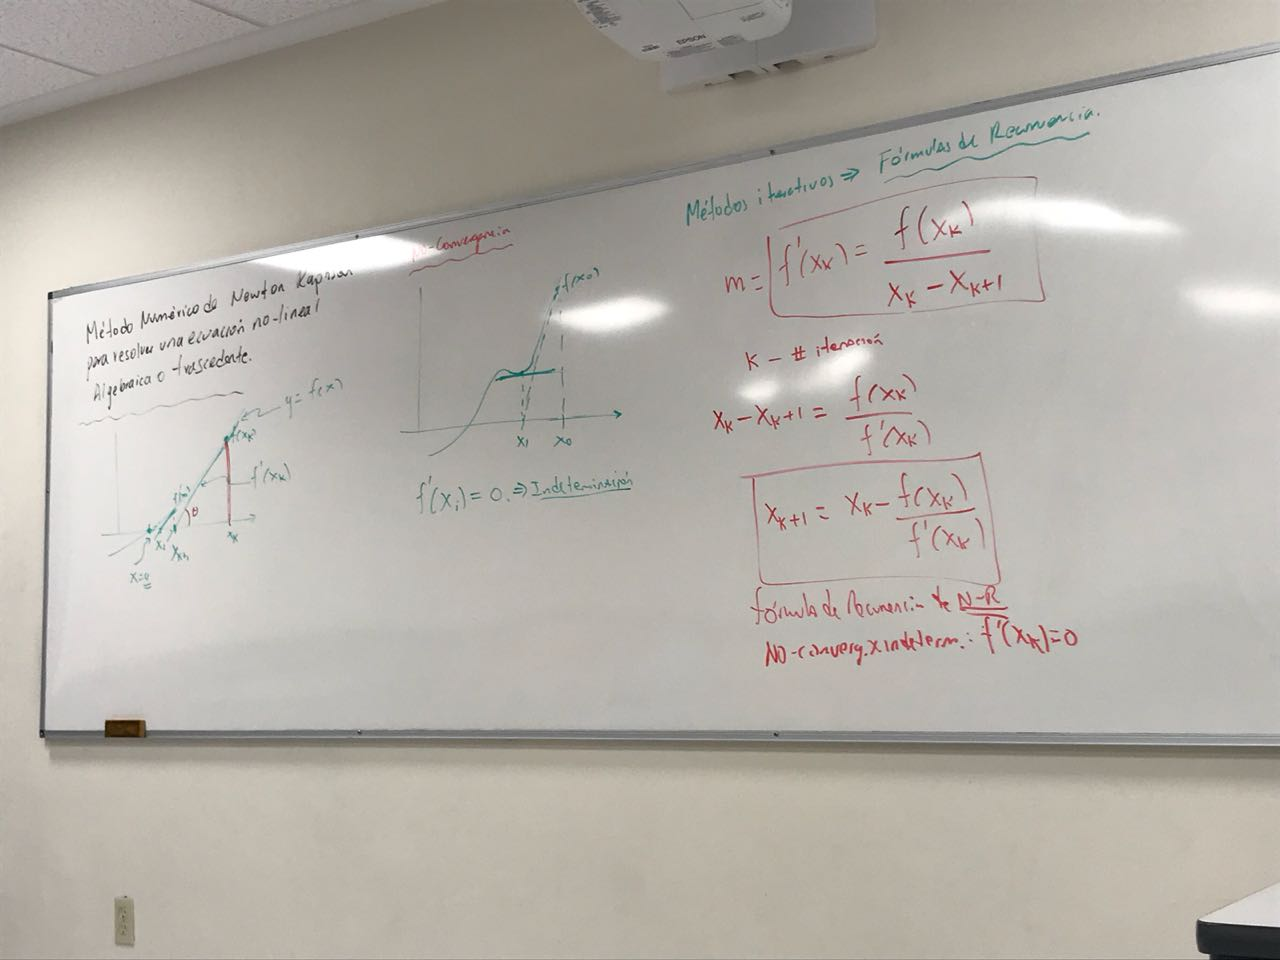 EPSON
Método Numérico de Newton Raphson
para resolver una ecuación no-lineal
Algebraica o trascedente.
y = f(x)
f(xₖ)
f'(xₖ)
θ
xₖ
x=
No-Convergencia
f(x₀)
x₁ x₀
f'(x₁) = 0. ⇒ Indeterminación
Métodos iterativos ⇒ Fórmulas de Recurrencia.
m = f'(xₖ) = f(xₖ) / (xₖ − xₖ₊₁)
K − # iteración
xₖ − xₖ₊₁ = f(xₖ) / f'(xₖ)
xₖ₊₁ = xₖ − f(xₖ) / f'(xₖ)
fórmula de Recurrencia de N-R
No-converg. x indeterm.: f'(xₖ)=0